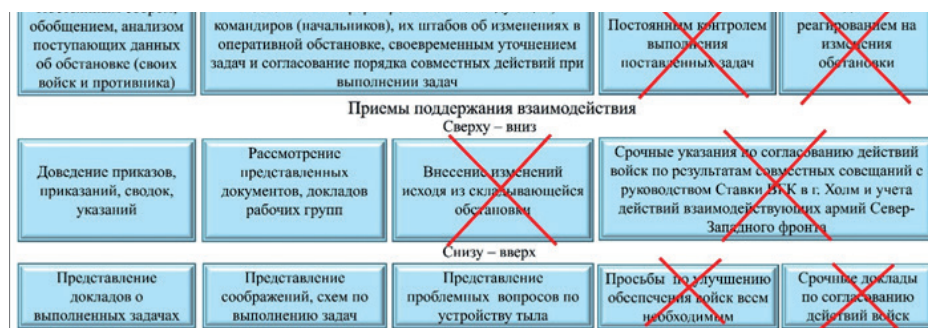 обобщением, анализом
поступающих данных
об обстановке (своих
войск и противника)
командиров (начальников), их штабов об изменениях в
оперативной обстановке, своевременным уточнением
задач и согласование порядка совместных действий при
выполнении задач
Постоянным контролем
выполнения
поставленных задач
реагированием на
изменения
обстановки
Приемы поддержания взаимодействия
Сверху – вниз
Доведение приказов,
приказаний, сводок,
указаний
Рассмотрение
представленных
документов, докладов
рабочих групп
Внесение изменений
исходя из складывающейся
обстановки
Срочные указания по согласованию действий
войск по результатам совместных совещаний с
руководством Ставки ВГК в г. Холм и учета
действий взаимодействующих армий Север-
Западного фронта
Снизу – вверх
Представление
докладов о
выполненных задачах
Представление
соображений, схем по
выполнению задач
Представление
проблемных вопросов по
устройству тыла
Просьбы по улучшению
обеспечения войск всем
необходимым
Срочные доклады
по согласованию
действий войск